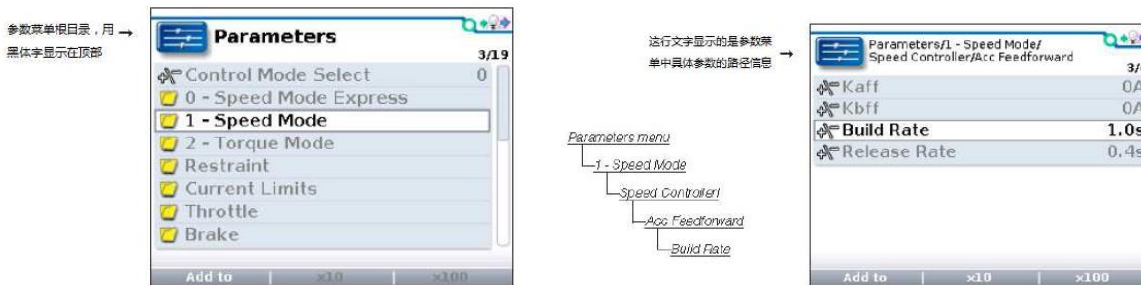 参数菜单根目录，用 →
黑体字显示在顶部
Parameters
3/19
Control Mode Select 0
0 - Speed Mode Express
1 - Speed Mode
2 - Torque Mode
Restraint
Current Limits
Throttle
Brake
Add to ×10 ×100
Parameters menu
1 - Speed Mode
Speed Controller
Acc Feedforward
Build Rate
这行文字显示的是参数菜 →
单中具体参数的路径信息
Parameters/1 - Speed Mode/
Speed Controller/Acc Feedforward
Kaff 0A
Kbff 0A
Build Rate 1.0s
Release Rate 0.4s
Add to ×10 ×100